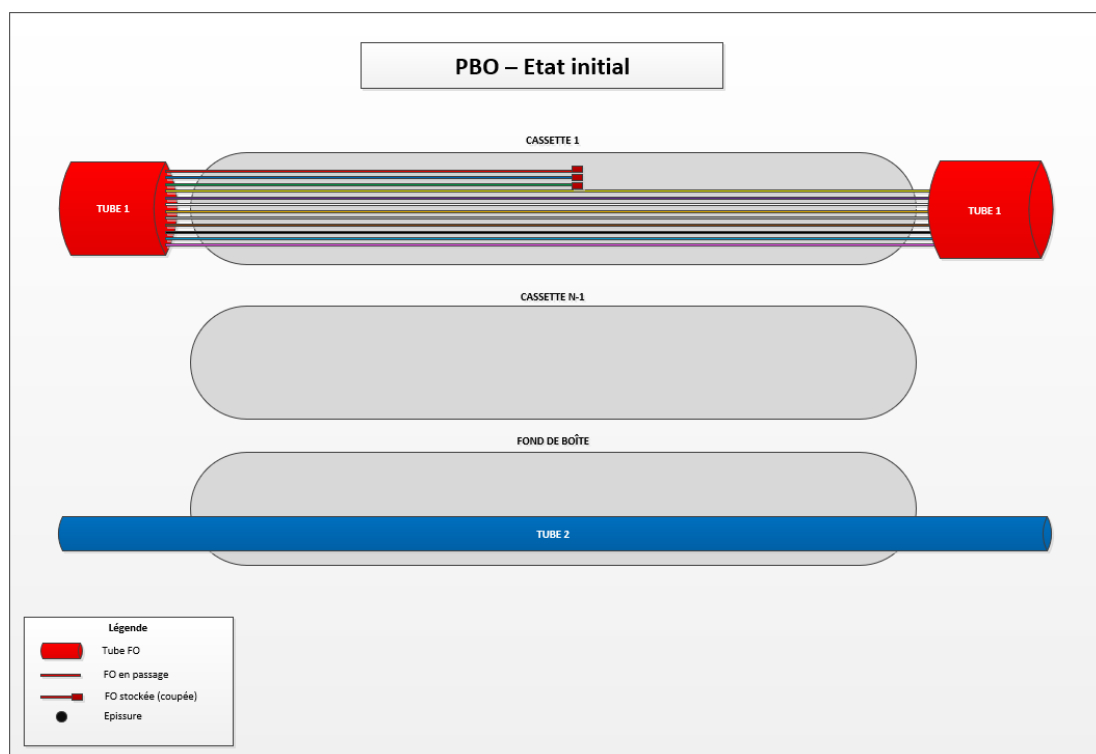 PBO – Etat initial
CASSETTE 1
TUBE 1
TUBE 1
CASSETTE N-1
FOND DE BOÎTE
TUBE 2
Légende
Tube FO
FO en passage
FO stockée (coupée)
Epissure